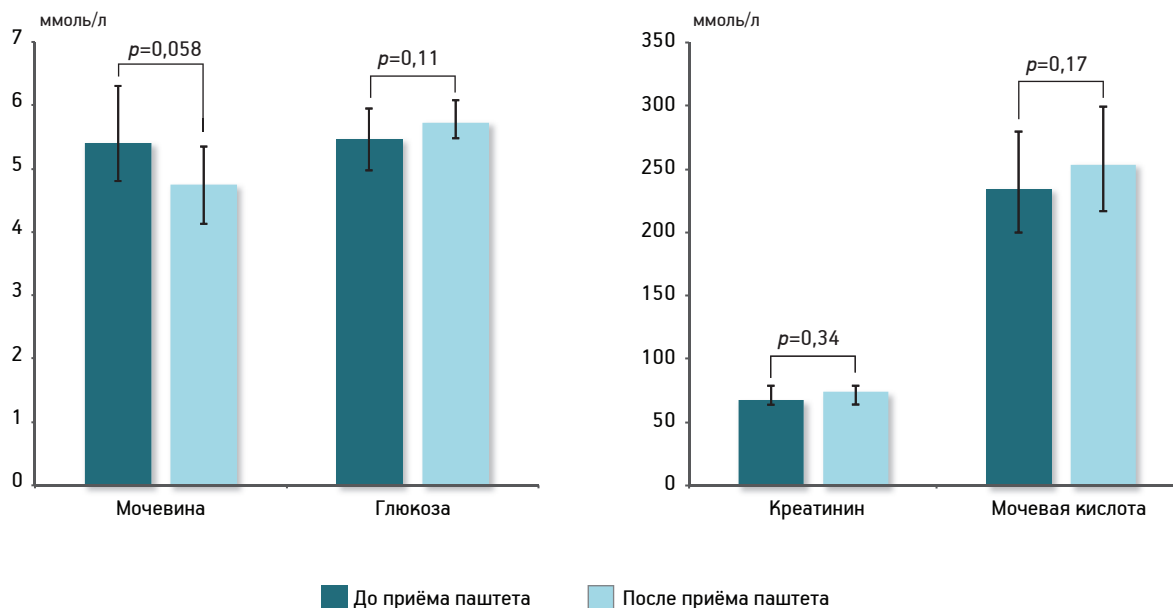 ммоль/л
7
6
5
4
3
2
1
0
p=0,058
p=0,11
Мочевина
Глюкоза
ммоль/л
350
300
250
200
150
100
50
0
p=0,34
p=0,17
Креатинин
Мочевая кислота
До приёма паштета
После приёма паштета